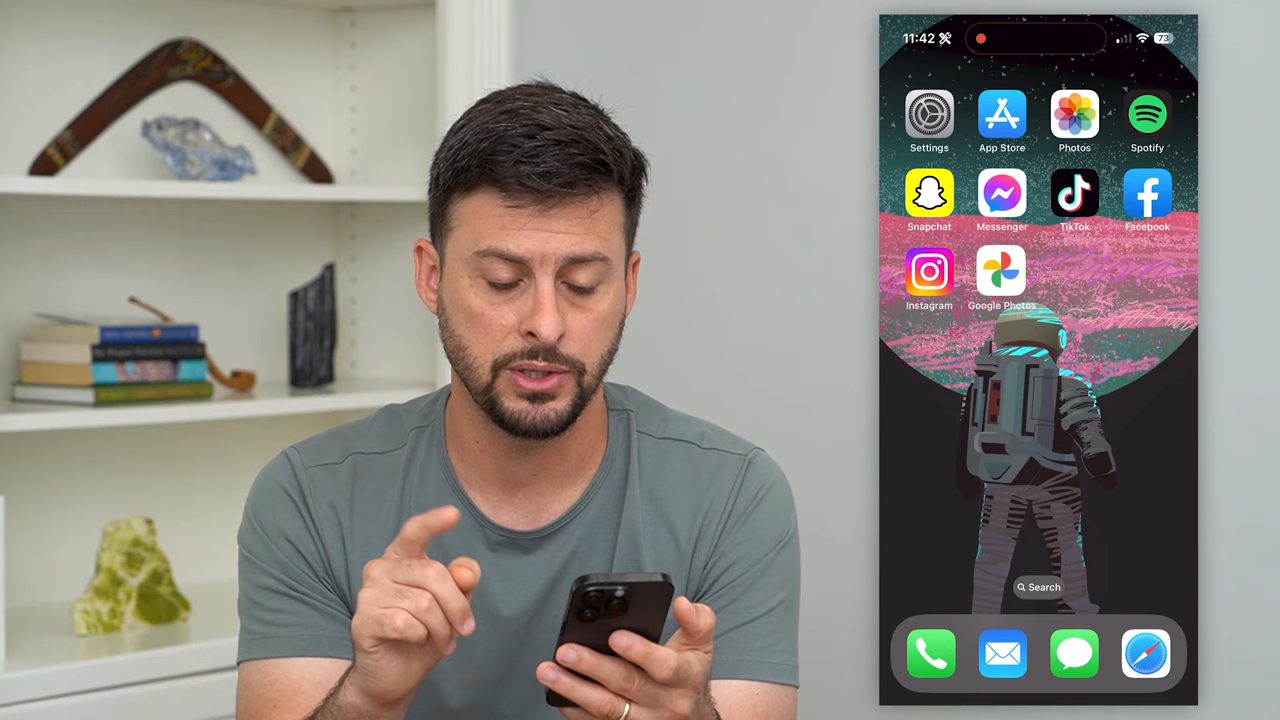 11:42
73
Settings App Store Photos Spotify
Snapchat Messenger TikTok Facebook
Instagram Google Photos
Search